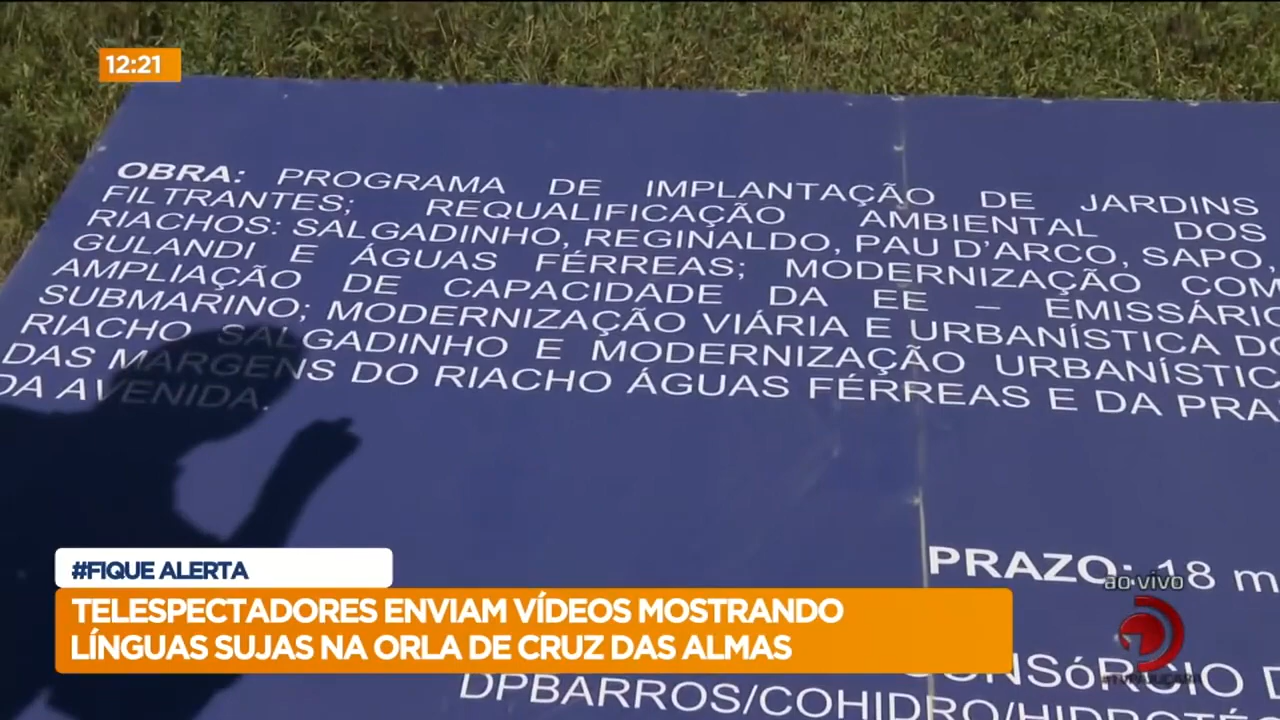 12:21
OBRA: PROGRAMA DE IMPLANTAÇÃO DE JARDINS
FILTRANTES; REQUALIFICAÇÃO AMBIENTAL DOS
RIACHOS: SALGADINHO, REGINALDO, PAU D'ARCO, SAPO,
GULANDI E ÁGUAS FÉRREAS; MODERNIZAÇÃO COM
AMPLIAÇÃO DE CAPACIDADE DA EE – EMISSÁRIO
SUBMARINO; MODERNIZAÇÃO VIÁRIA E URBANÍSTICA DO
RIACHO SALGADINHO E MODERNIZAÇÃO URBANÍSTIC
DAS MARGENS DO RIACHO ÁGUAS FÉRREAS E DA PRA
DA AVENIDA.
PRAZO: 18 m
ao vivo
#FIQUE ALERTA
TELESPECTADORES ENVIAM VÍDEOS MOSTRANDO
LÍNGUAS SUJAS NA ORLA DE CRUZ DAS ALMAS
NSÓRCIO D
DPBARROS/COHIDRO/HIDROTÉC